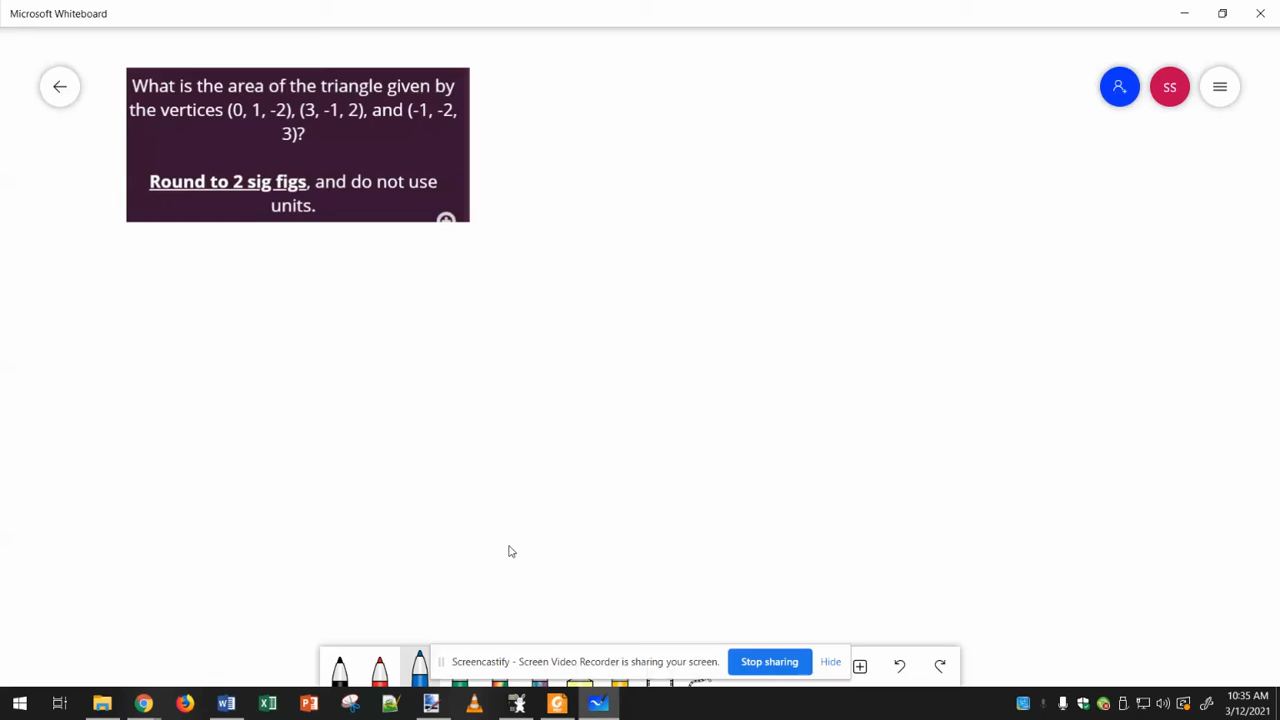 Microsoft Whiteboard
What is the area of the triangle given by
the vertices (0, 1, -2), (3, -1, 2), and (-1, -2,
3)?
Round to 2 sig figs, and do not use
units.
SS
Screencastify - Screen Video Recorder is sharing your screen.
Stop sharing
Hide
10:35 AM
3/12/2021